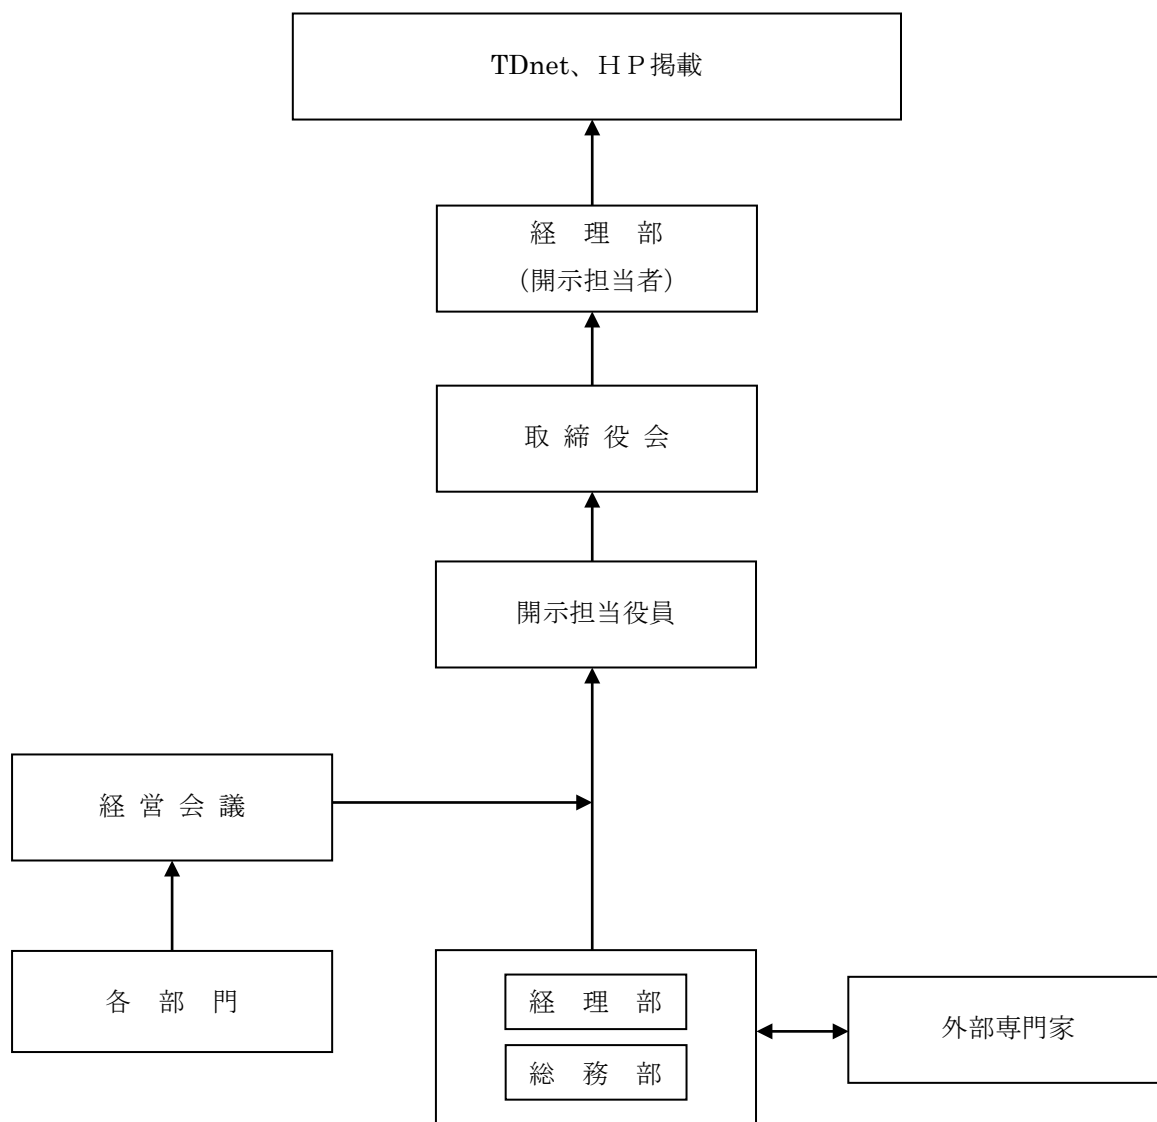 TDnet、HP掲載
経 理 部
(開示担当者)
取 締 役 会
開示担当役員
経 営 会 議
各 部 門
経 理 部
総 務 部
外部専門家